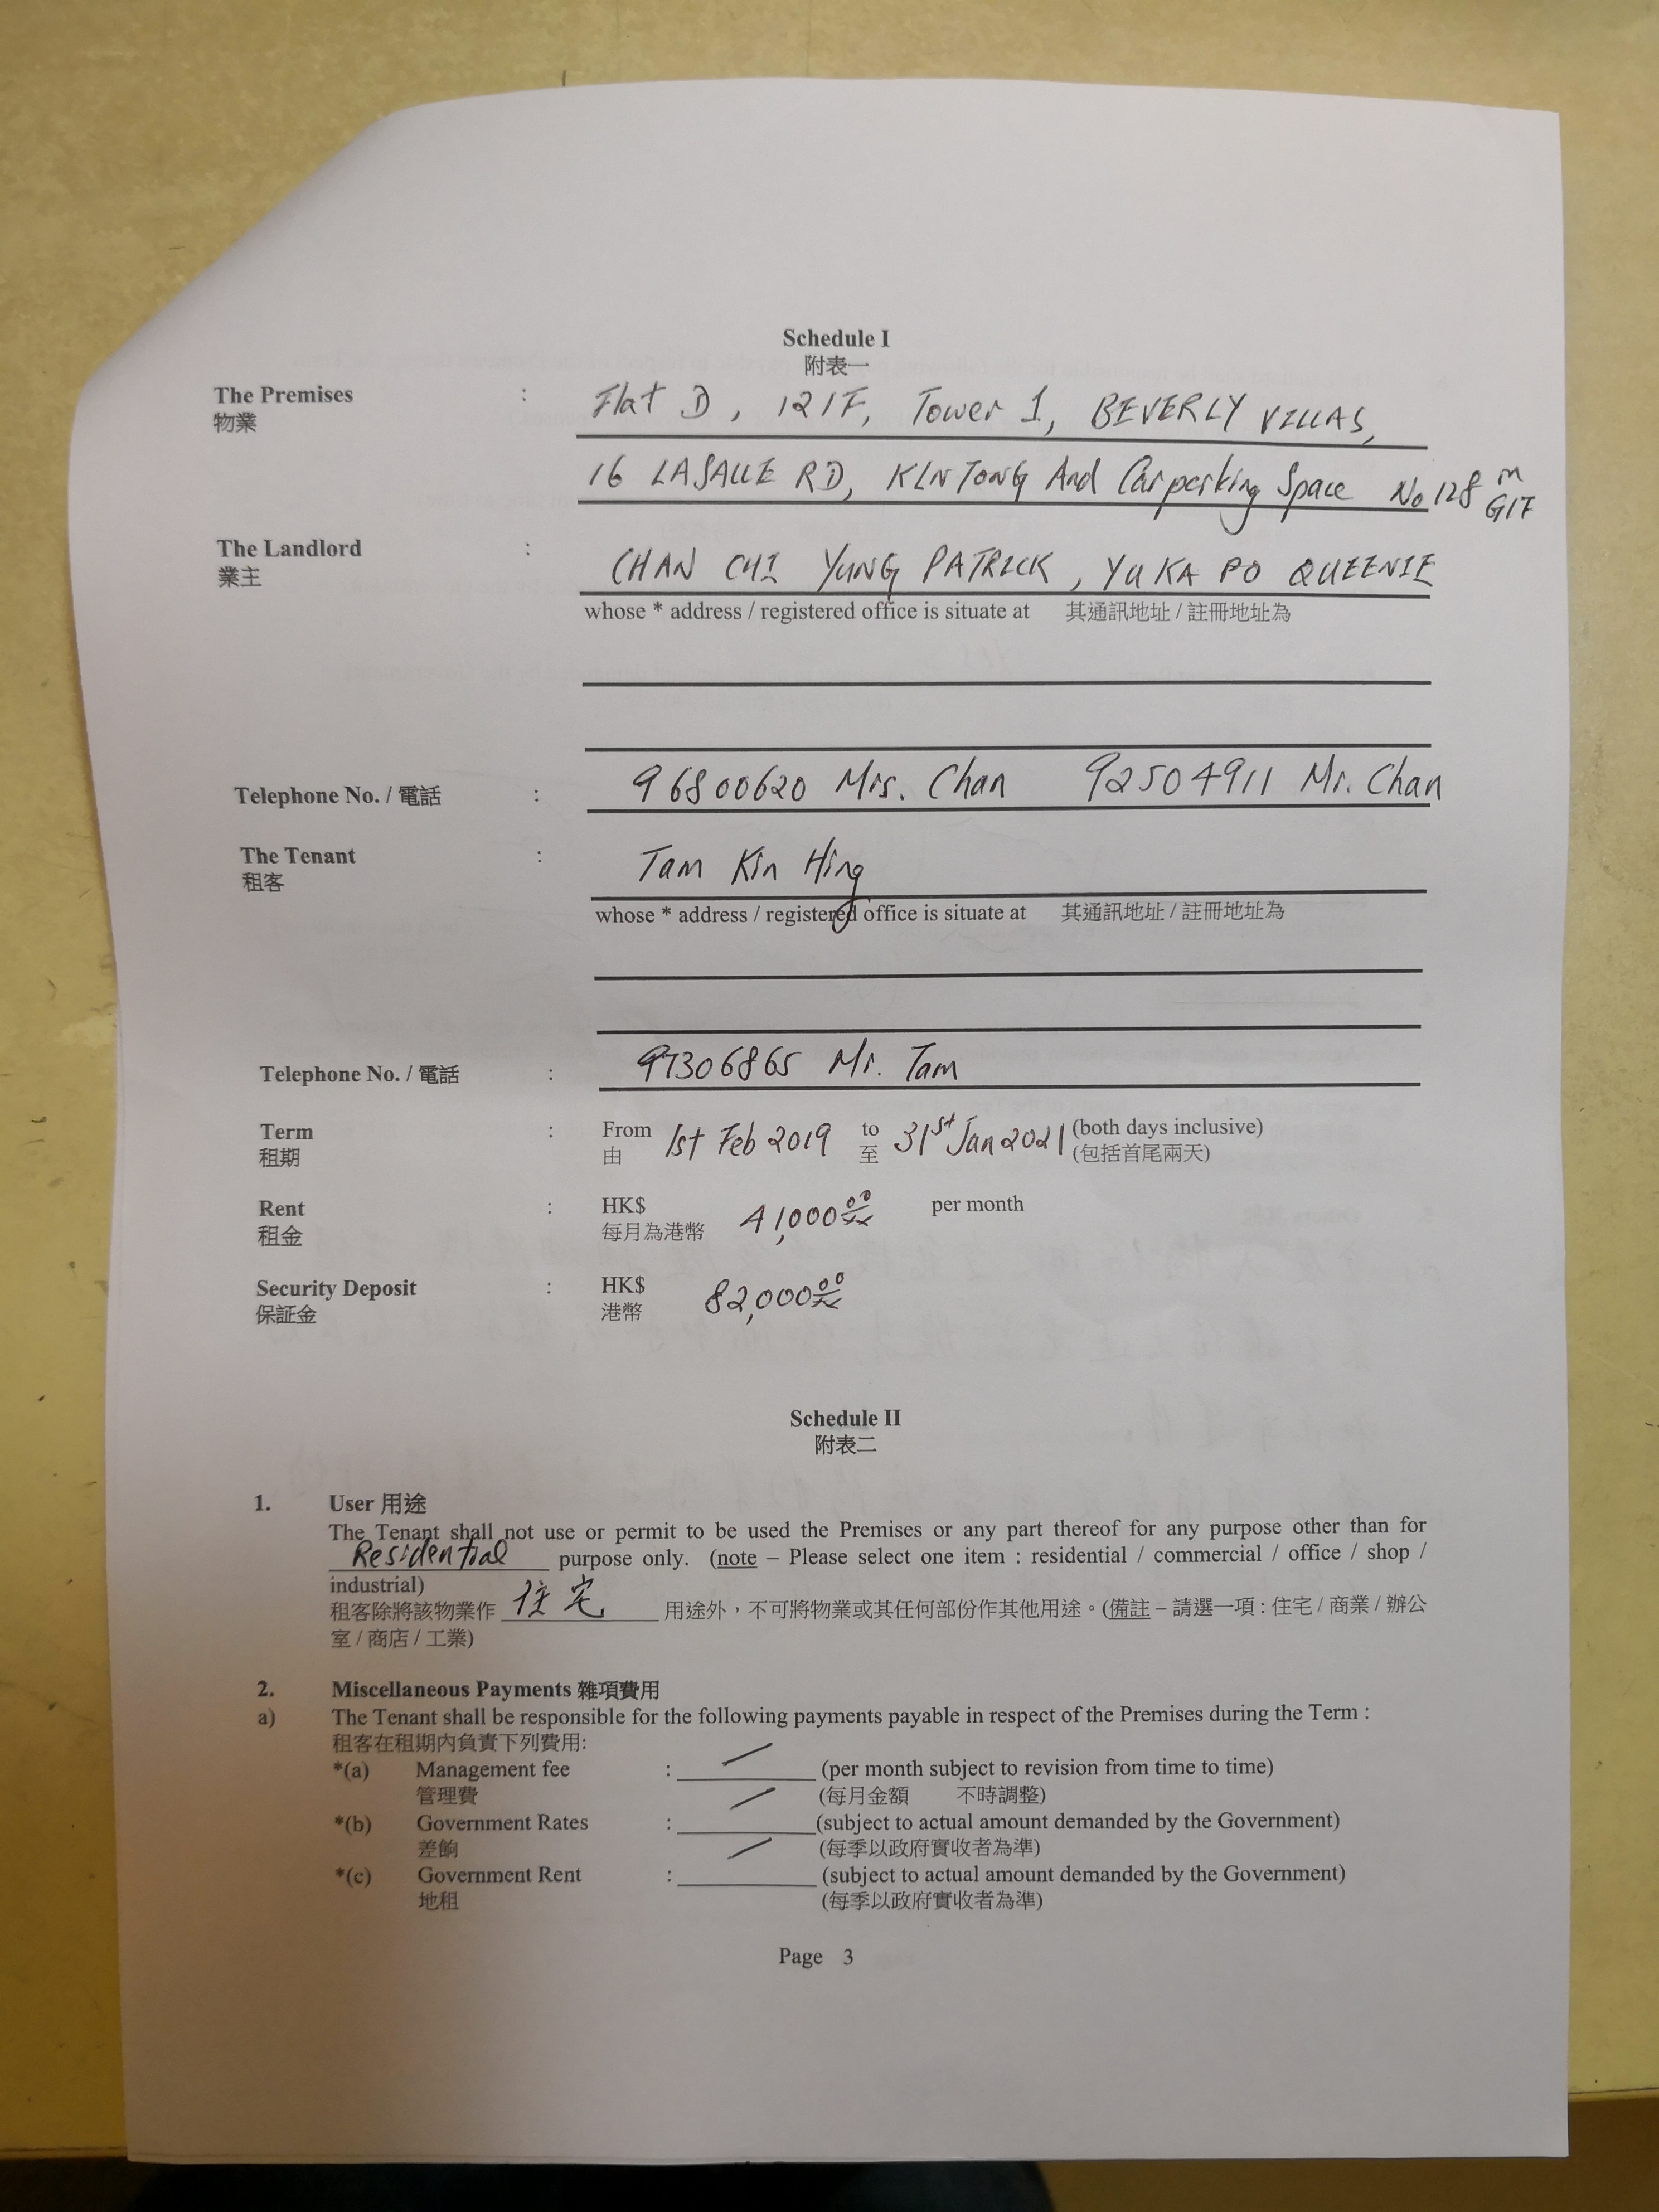 Schedule I
附表一
The Premises : Flat D, 12/F, Tower 1, BEVERLY VILLAS,
物業
16 LASALLE RD, KLN TONG And Carparking Space No 128 in G/F
The Landlord : CHAN CHI YUNG PATRICK, YU KA PO QUEENIE
業主
whose * address / registered office is situate at 其通訊地址 / 註冊地址為
Telephone No. / 電話 : 96800620 Mrs. Chan 92504911 Mr. Chan
The Tenant : Tam Kin Hing
租客
whose * address / registered office is situate at 其通訊地址 / 註冊地址為
Telephone No. / 電話 : 97306865 Mr. Tam
Term : From 1st Feb 2019 to 31st Jan 2021 (both days inclusive)
租期 由 至 (包括首尾兩天)
Rent : HK$ 41,000.00 per month
租金 每月為港幣
Security Deposit : HK$ 82,000.00
保証金 港幣
Schedule II
附表二
1. User 用途
The Tenant shall not use or permit to be used the Premises or any part thereof for any purpose other than for
Residential purpose only. (note – Please select one item : residential / commercial / office / shop /
industrial)
租客除將該物業作 住宅 用途外，不可將物業或其任何部份作其他用途。(備註 – 請選一項 : 住宅 / 商業 / 辦公
室 / 商店 / 工業)
2. Miscellaneous Payments 雜項費用
a) The Tenant shall be responsible for the following payments payable in respect of the Premises during the Term :
租客在租期內負責下列費用:
*(a) Management fee : / (per month subject to revision from time to time)
管理費 (每月金額 不時調整)
*(b) Government Rates : / (subject to actual amount demanded by the Government)
差餉 (每季以政府實收者為準)
*(c) Government Rent : / (subject to actual amount demanded by the Government)
地租 (每季以政府實收者為準)
Page 3